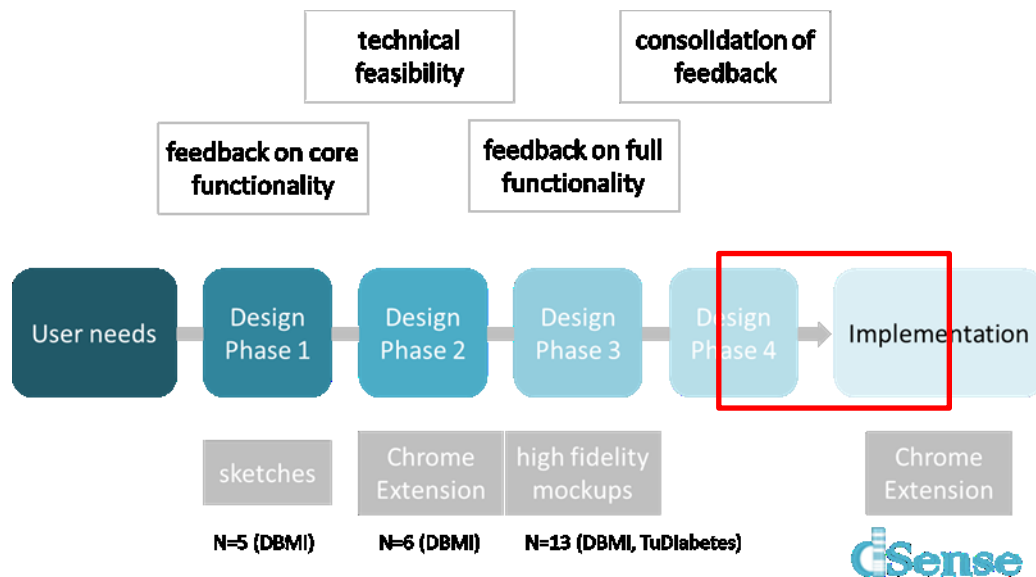 technical
feasibility
consolidation of
feedback
feedback on core
functionality
feedback on full
functionality
User needs
Design
Phase 1
Design
Phase 2
Design
Phase 3
Design
Phase 4
Implementation
sketches
Chrome
Extension
high fidelity
mockups
Chrome
Extension
N=5 (DBMI)
N=6 (DBMI)
N=13 (DBMI, TuDiabetes)
dSense